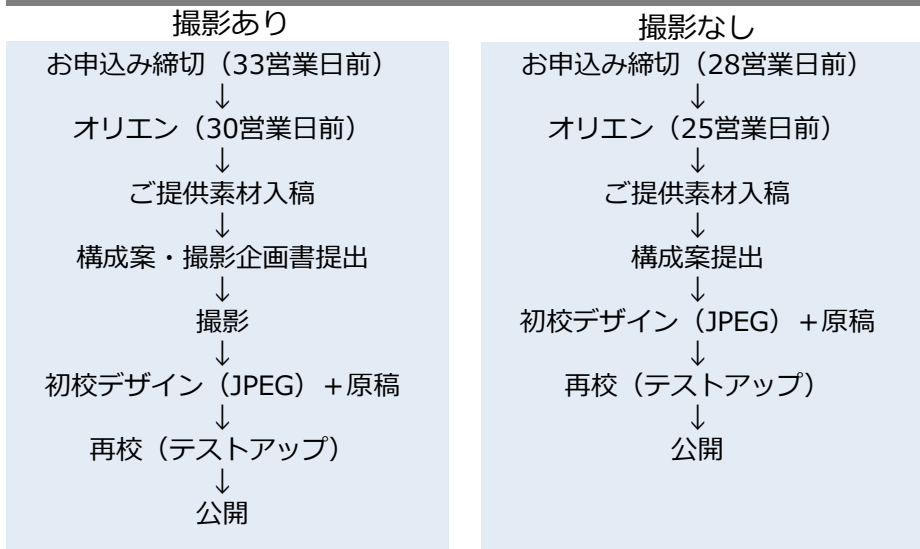 撮影あり
お申込み締切（33営業日前）
↓
オリエン（30営業日前）
↓
ご提供素材入稿
↓
構成案・撮影企画書提出
↓
撮影
↓
初校デザイン（JPEG）＋原稿
↓
再校（テストアップ）
↓
公開
撮影なし
お申込み締切（28営業日前）
↓
オリエン（25営業日前）
↓
ご提供素材入稿
↓
構成案提出
↓
初校デザイン（JPEG）＋原稿
↓
再校（テストアップ）
↓
公開